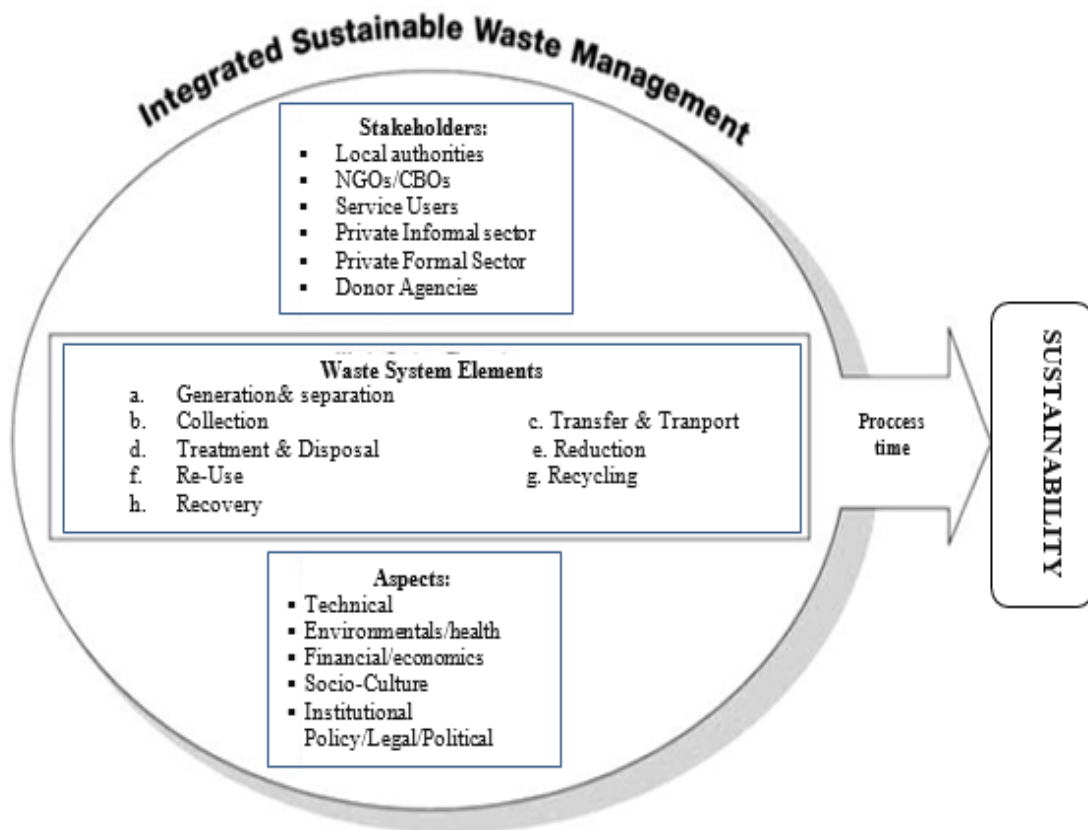 Integrated Sustainable Waste Management
Stakeholders:
▪ Local authorities
▪ NGOs/CBOs
▪ Service Users
▪ Private Informal sector
▪ Private Formal Sector
▪ Donor Agencies
Waste System Elements
a. Generation& separation
b. Collection c. Transfer & Tranport
d. Treatment & Disposal e. Reduction
f. Re-Use g. Recycling
h. Recovery
Proccess
time
SUSTAINABILITY
Aspects:
▪ Technical
▪ Environmentals/health
▪ Financial/economics
▪ Socio-Culture
▪ Institutional
Policy/Legal/Political